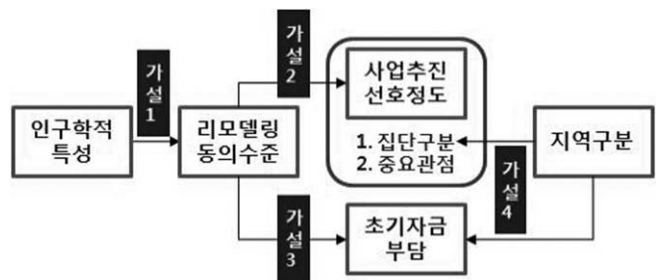 인구학적
특성
가설1
리모델링
동의수준
가설2
사업추진
선호정도
1. 집단구분
2. 중요관점
가설3
초기자금
부담
가설4
지역구분